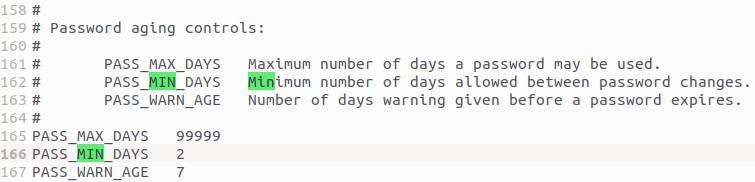 158 #
159 # Password aging controls:
160 #
161 #       PASS_MAX_DAYS   Maximum number of days a password may be used.
162 #       PASS_MIN_DAYS   Minimum number of days allowed between password changes.
163 #       PASS_WARN_AGE   Number of days warning given before a password expires.
164 #
165 PASS_MAX_DAYS   99999
166 PASS_MIN_DAYS   2
167 PASS_WARN_AGE   7